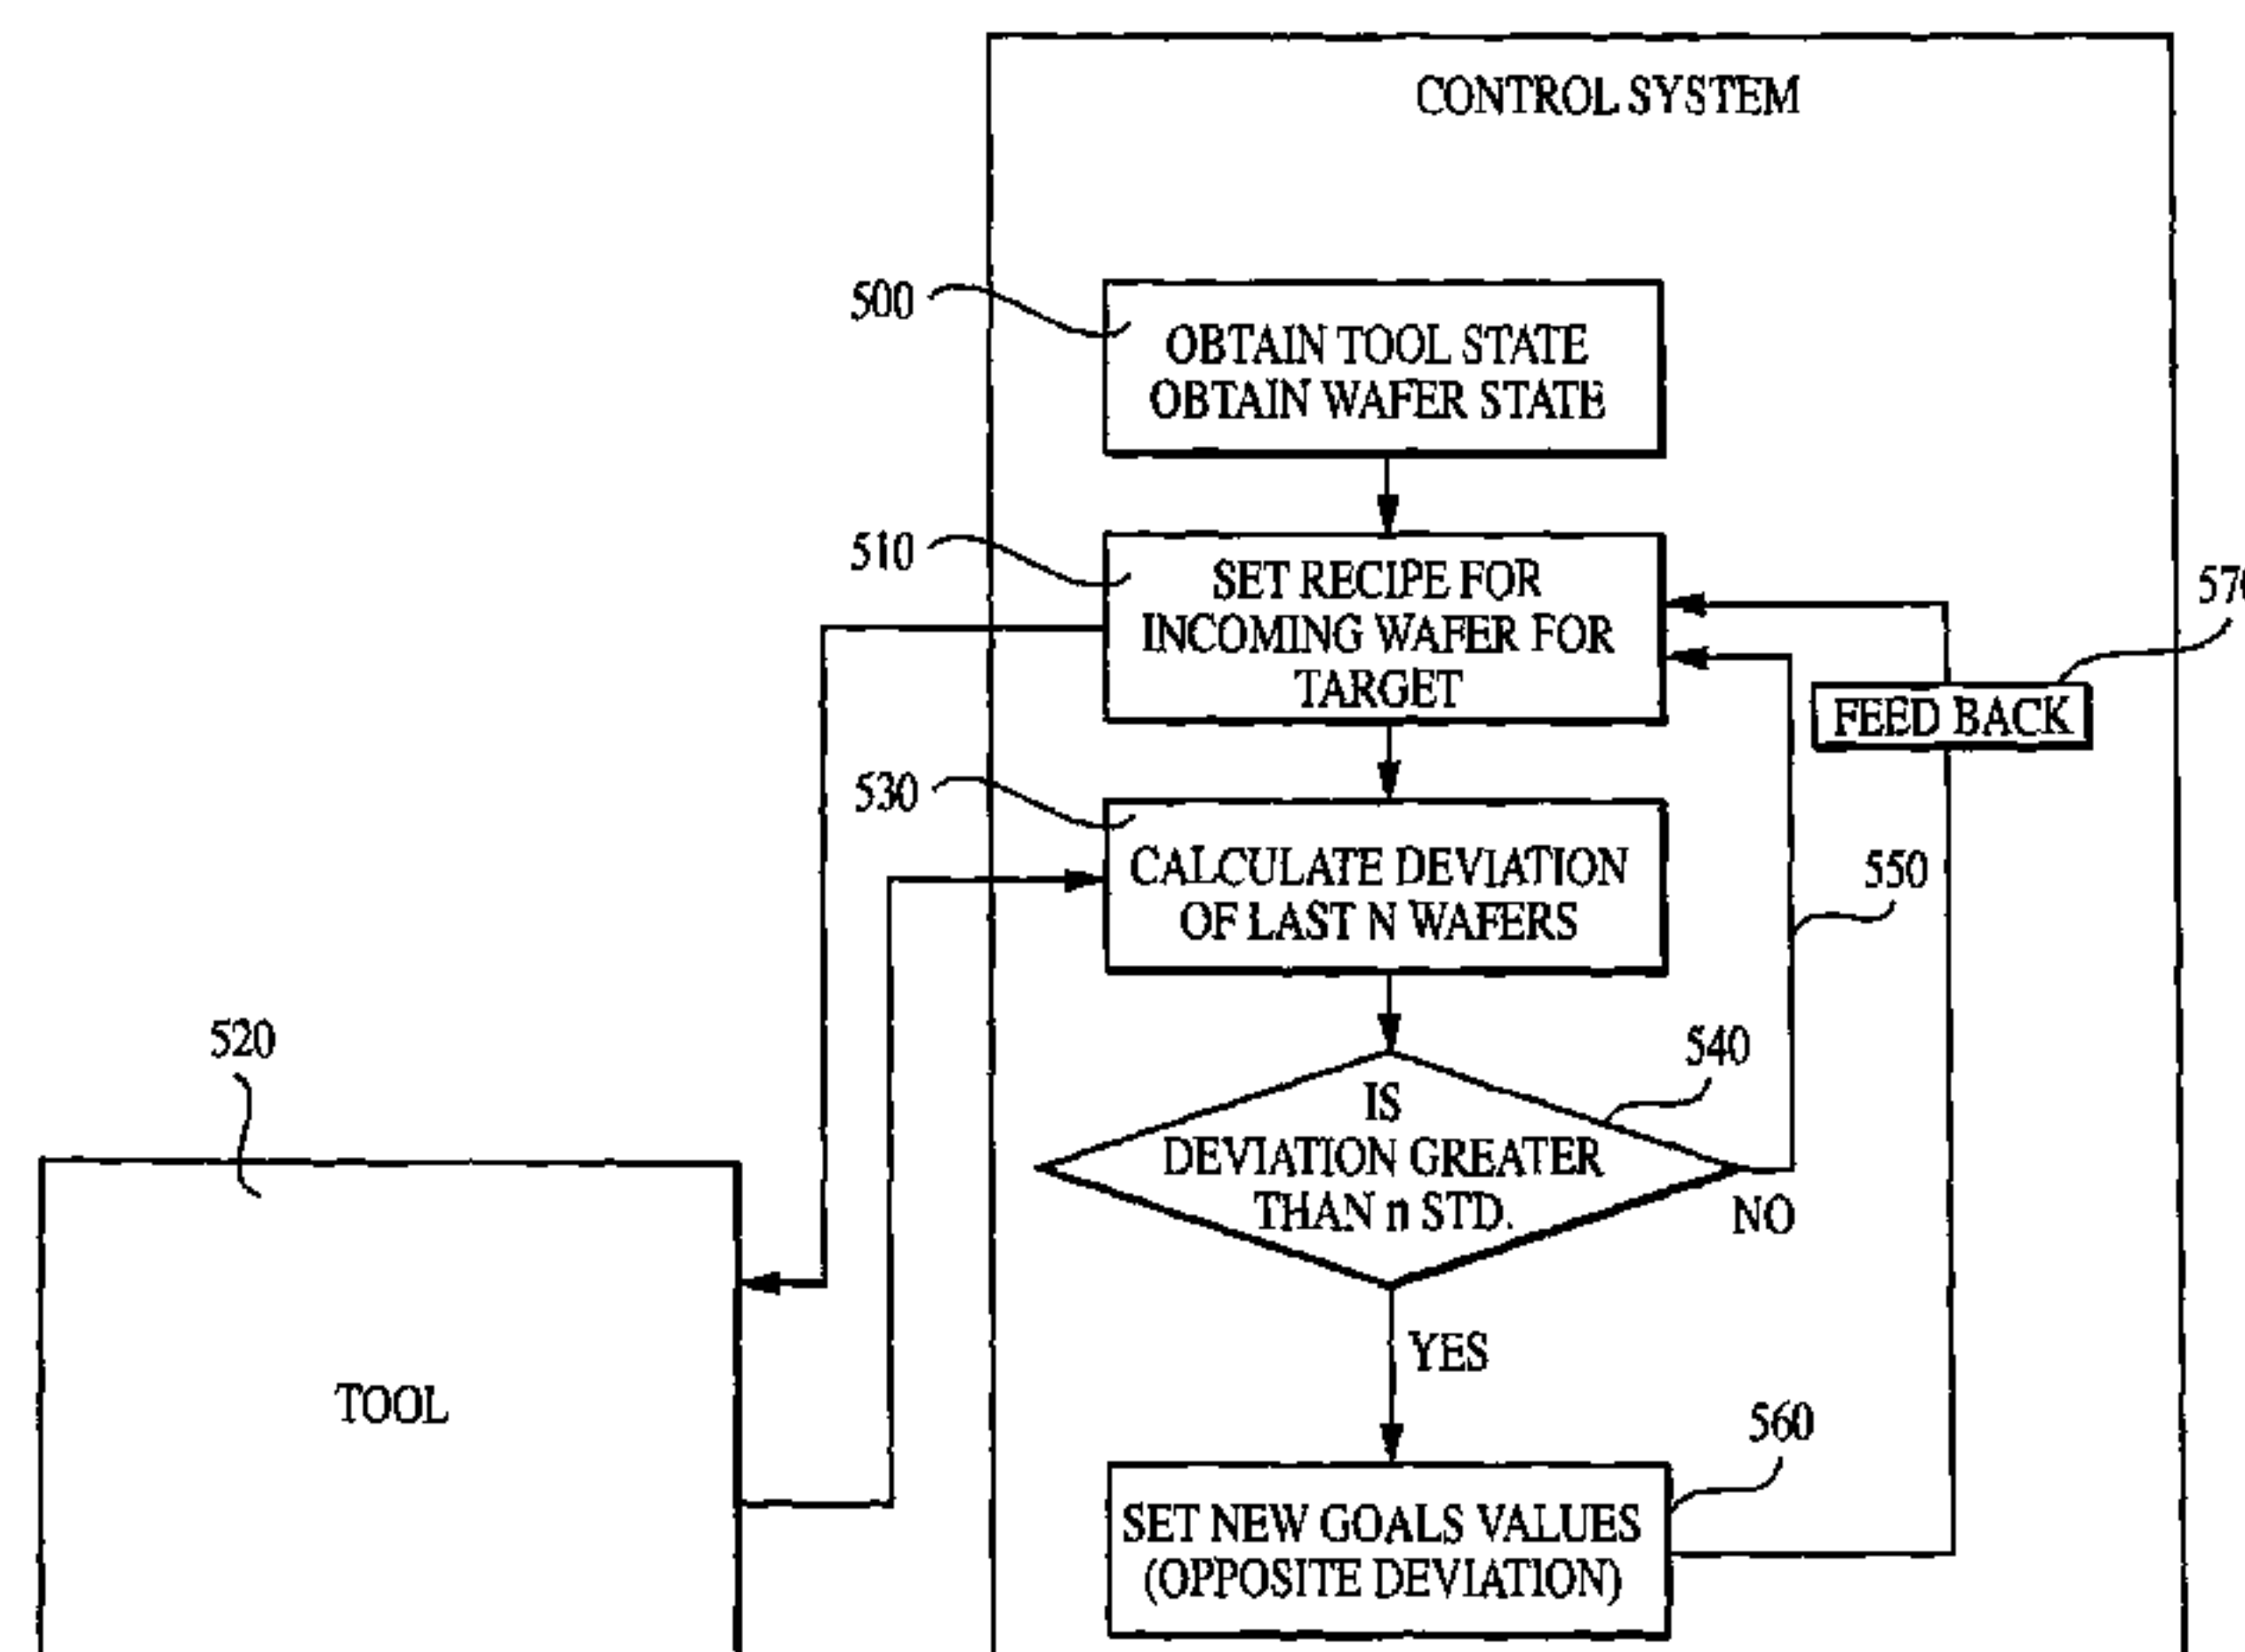 CONTROL SYSTEM
500
OBTAIN TOOL STATE
OBTAIN WAFER STATE
510
SET RECIPE FOR
INCOMING WAFER FOR
TARGET
570
FEED BACK
530
CALCULATE DEVIATION
OF LAST N WAFERS
550
520
540
IS
DEVIATION GREATER
THAN n STD.
NO
YES
TOOL
560
SET NEW GOALS VALUES
(OPPOSITE DEVIATION)